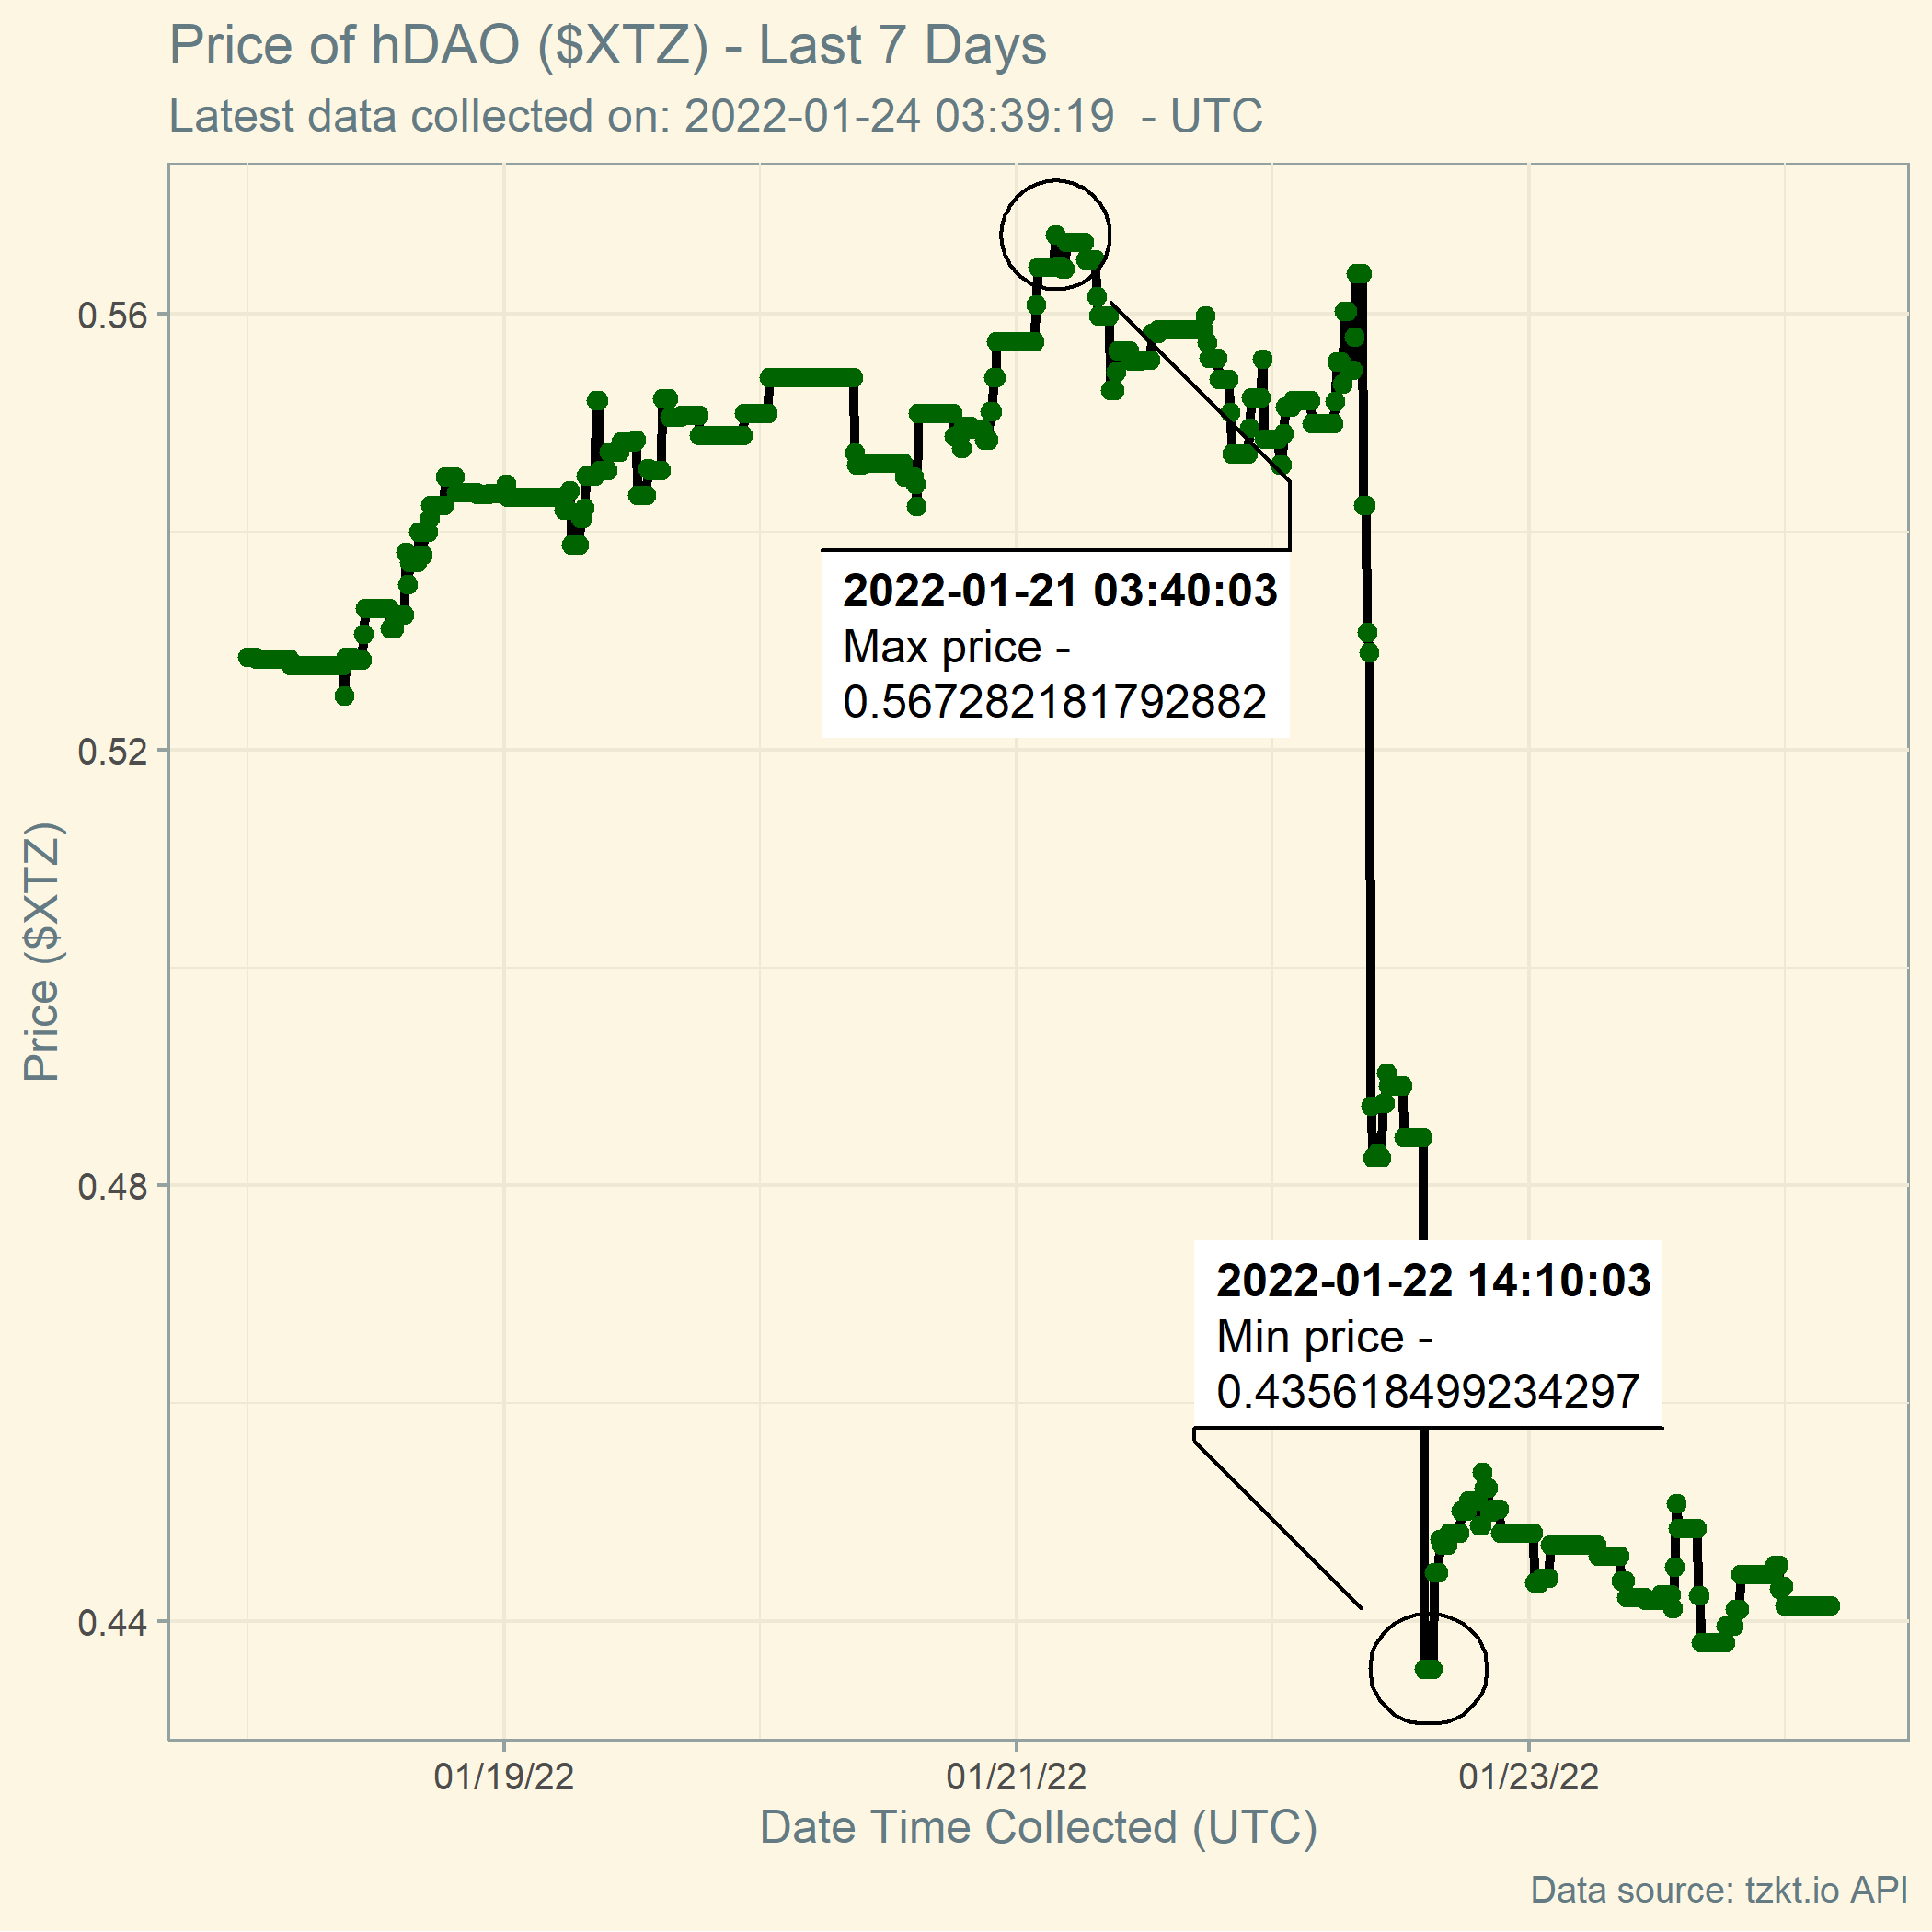 Price of hDAO ($XTZ) - Last 7 Days
Latest data collected on: 2022-01-24 03:39:19  - UTC
0.56
0.52
0.48
0.44
Price ($XTZ)
2022-01-21 03:40:03
Max price -
0.567282181792882
2022-01-22 14:10:03
Min price -
0.435618499234297
01/19/22
01/21/22
01/23/22
Date Time Collected (UTC)
Data source: tzkt.io API